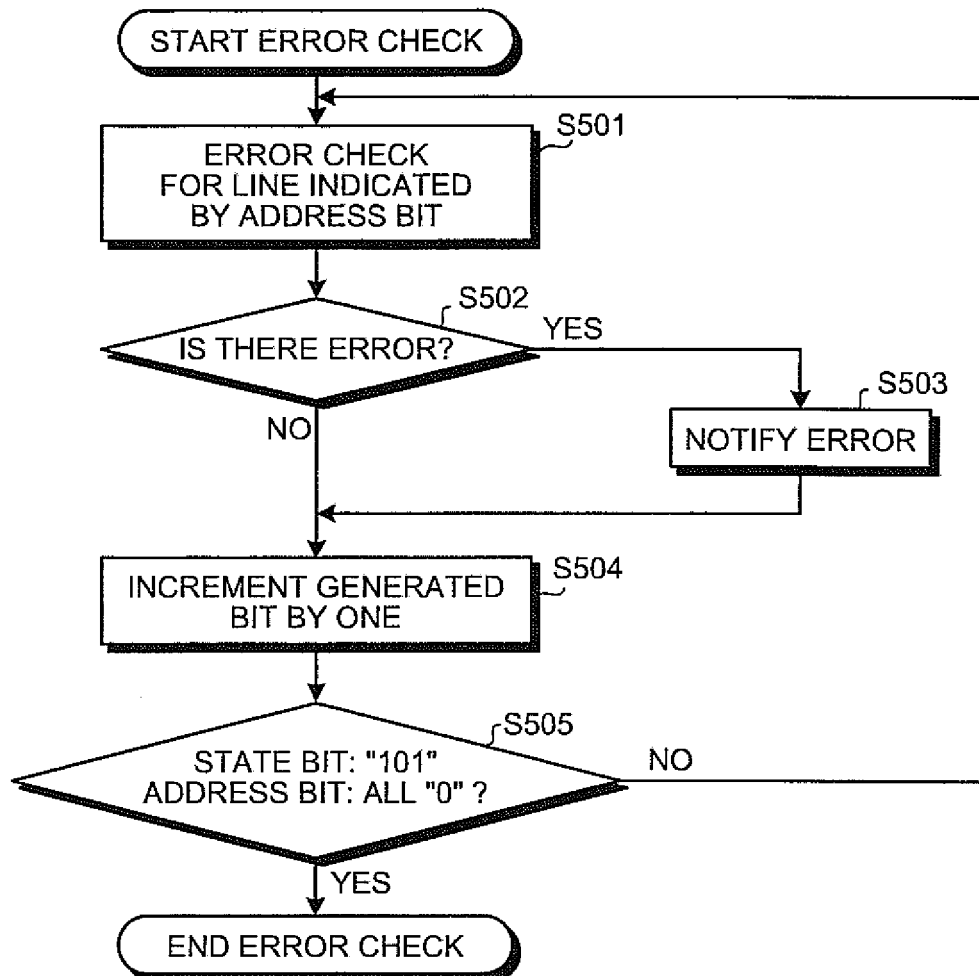 START ERROR CHECK
S501
ERROR CHECK
FOR LINE INDICATED
BY ADDRESS BIT
S502
IS THERE ERROR?
YES
S503
NOTIFY ERROR
NO
S504
INCREMENT GENERATED
BIT BY ONE
S505
STATE BIT: "101"
ADDRESS BIT: ALL "0" ?
NO
YES
END ERROR CHECK